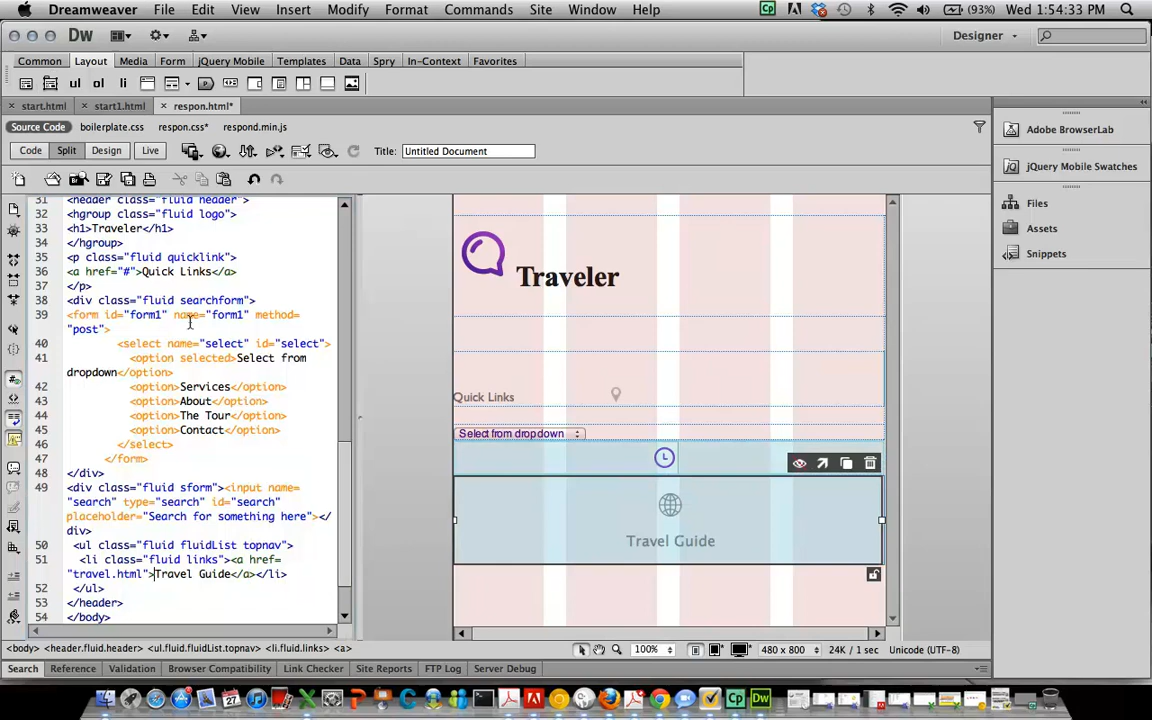 Dreamweaver File Edit View Insert Modify Format Commands Site Window Help (93%) Wed 1:54:33 PM
Dw Designer
Common Layout Media Form jQuery Mobile Templates Data Spry In-Context Favorites
ul ol li
start.html start1.html respon.html*
Source Code boilerplate.css respon.css* respond.min.js
Code Split Design Live Title: Untitled Document
Adobe BrowserLab
jQuery Mobile Swatches
Files
Assets
Snippets
31 <header class="fluid header">
32 <hgroup class="fluid logo">
33 <h1>Traveler</h1>
34 </hgroup>
35 <p class="fluid quicklink">
36 <a href="#">Quick Links</a>
37 </p>
38 <div class="fluid searchform">
39 <form id="form1" name="form1" method=
"post">
40 <select name="select" id="select">
41 <option selected>Select from
dropdown</option>
42 <option>Services</option>
43 <option>About</option>
44 <option>The Tour</option>
45 <option>Contact</option>
46 </select>
47 </form>
48 </div>
49 <div class="fluid sform"><input name=
"search" type="search" id="search"
placeholder="Search for something here"></
div>
50 <ul class="fluid fluidList topnav">
51 <li class="fluid links"><a href=
"travel.html">Travel Guide</a></li>
52 </ul>
53 </header>
54 </body>
Traveler
Quick Links
Select from dropdown
Travel Guide
<body> <header.fluid.header> <ul.fluid.fluidList.topnav> <li.fluid.links> <a>
100% 480 x 800 24K / 1 sec Unicode (UTF-8)
Search Reference Validation Browser Compatibility Link Checker Site Reports FTP Log Server Debug